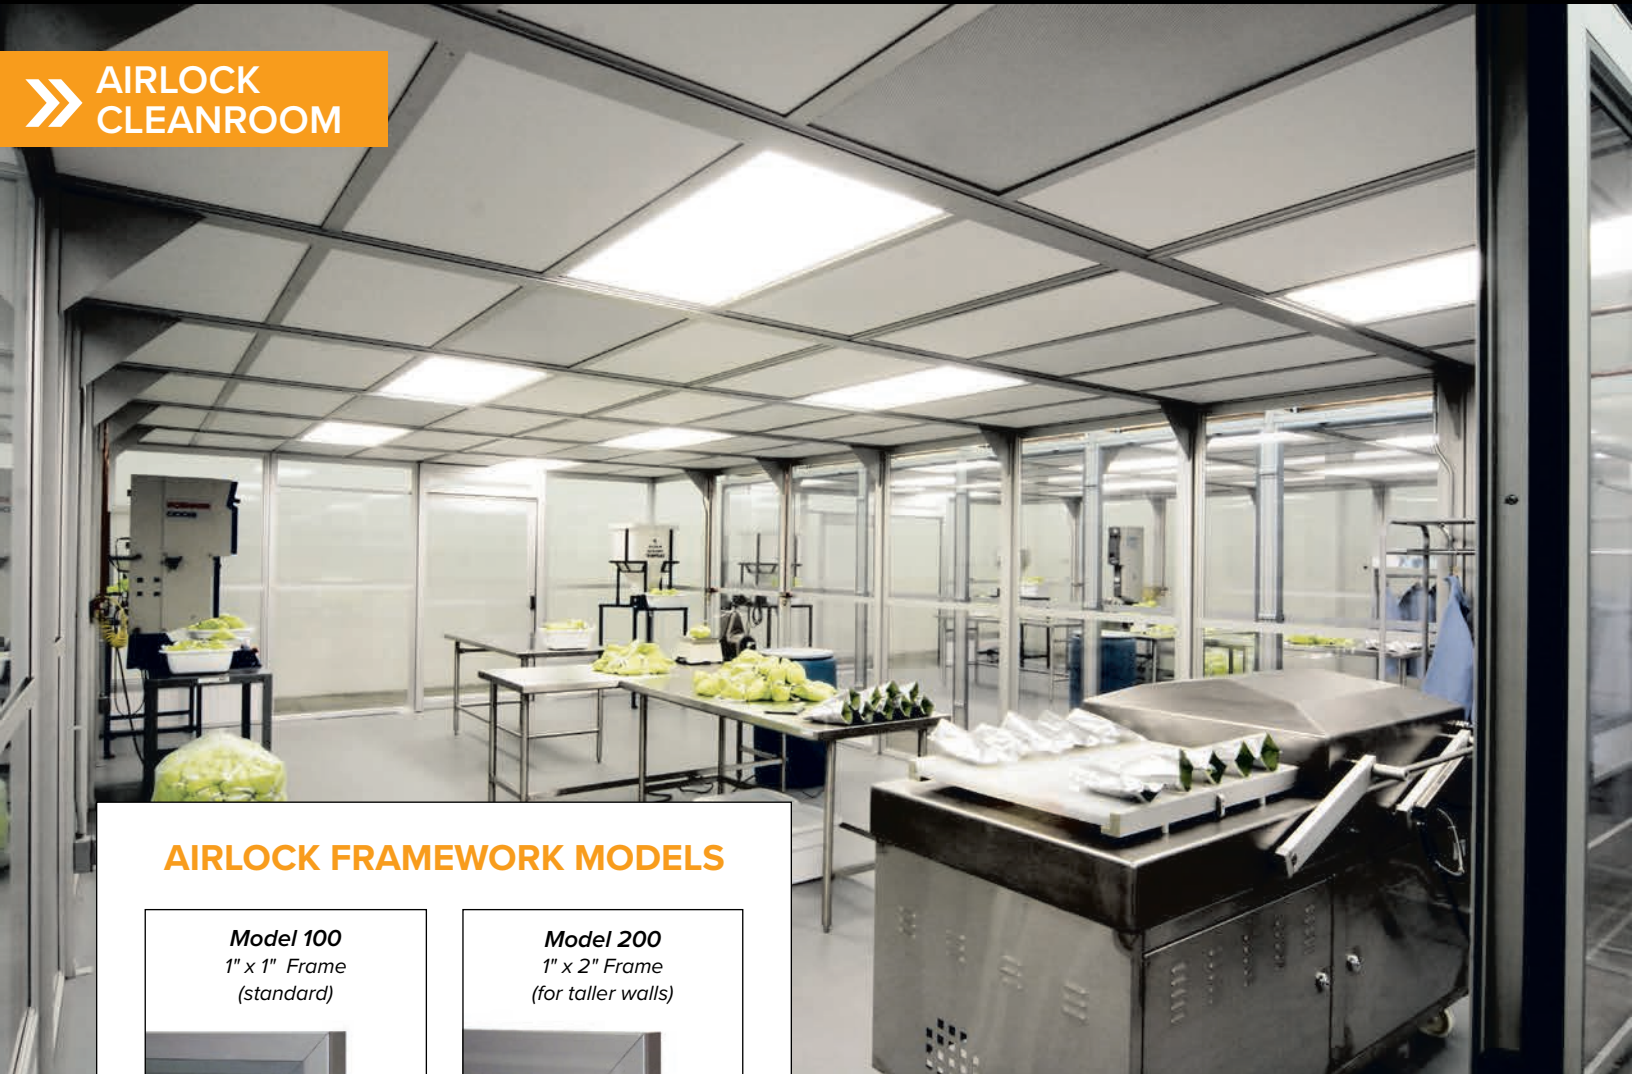 AIRLOCK
CLEANROOM
AIRLOCK FRAMEWORK MODELS
Model 100
1" x 1" Frame
(standard)
Model 200
1" x 2" Frame
(for taller walls)